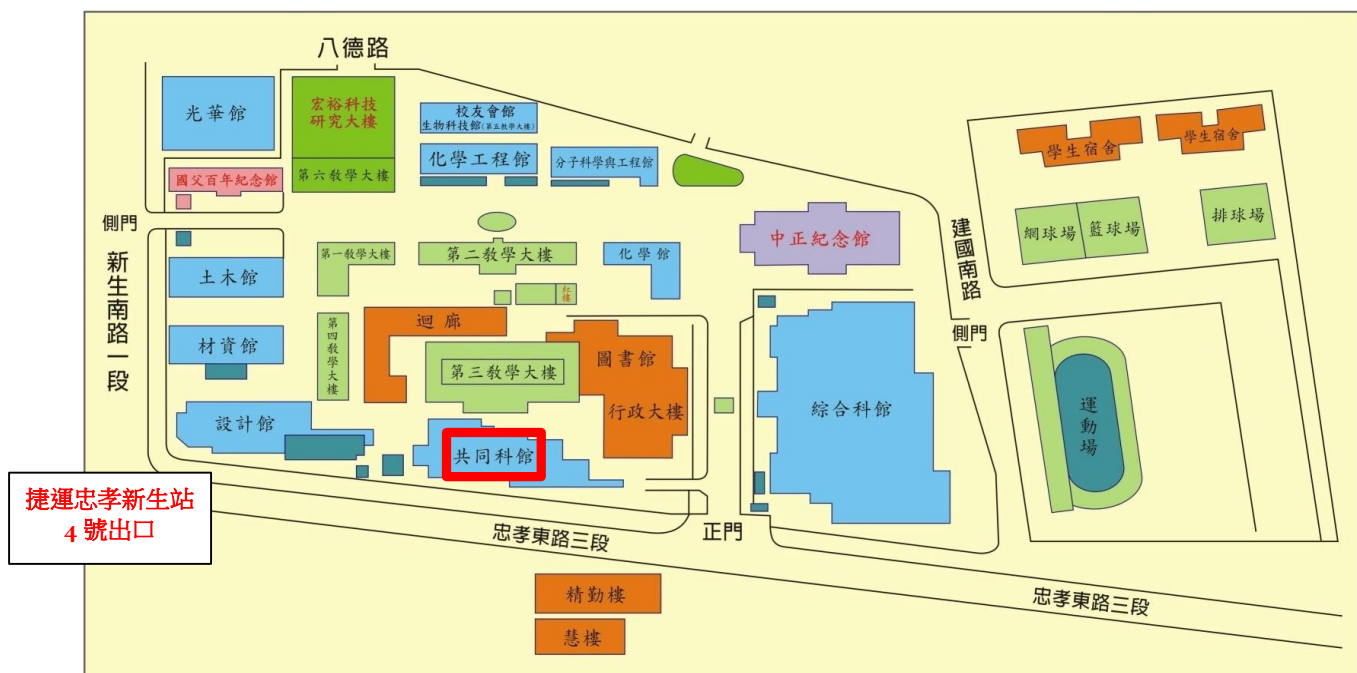 八德路
光華館
宏裕科技
研究大樓
校友會館
生物科技館(第五教學大樓)
化學工程館
分子科學與工程館
國父百年紀念館
第六教學大樓
學生宿舍
學生宿舍
側門
新生南路一段
第一教學大樓
第二教學大樓
化學館
中正紀念館
建國南路
網球場
籃球場
排球場
土木館
紅樓
迴廊
側門
材資館
第四教學大樓
第三教學大樓
圖書館
行政大樓
綜合科館
運動場
設計館
共同科館
捷運忠孝新生站
4 號出口
忠孝東路三段
正門
精勤樓
慧樓
忠孝東路三段